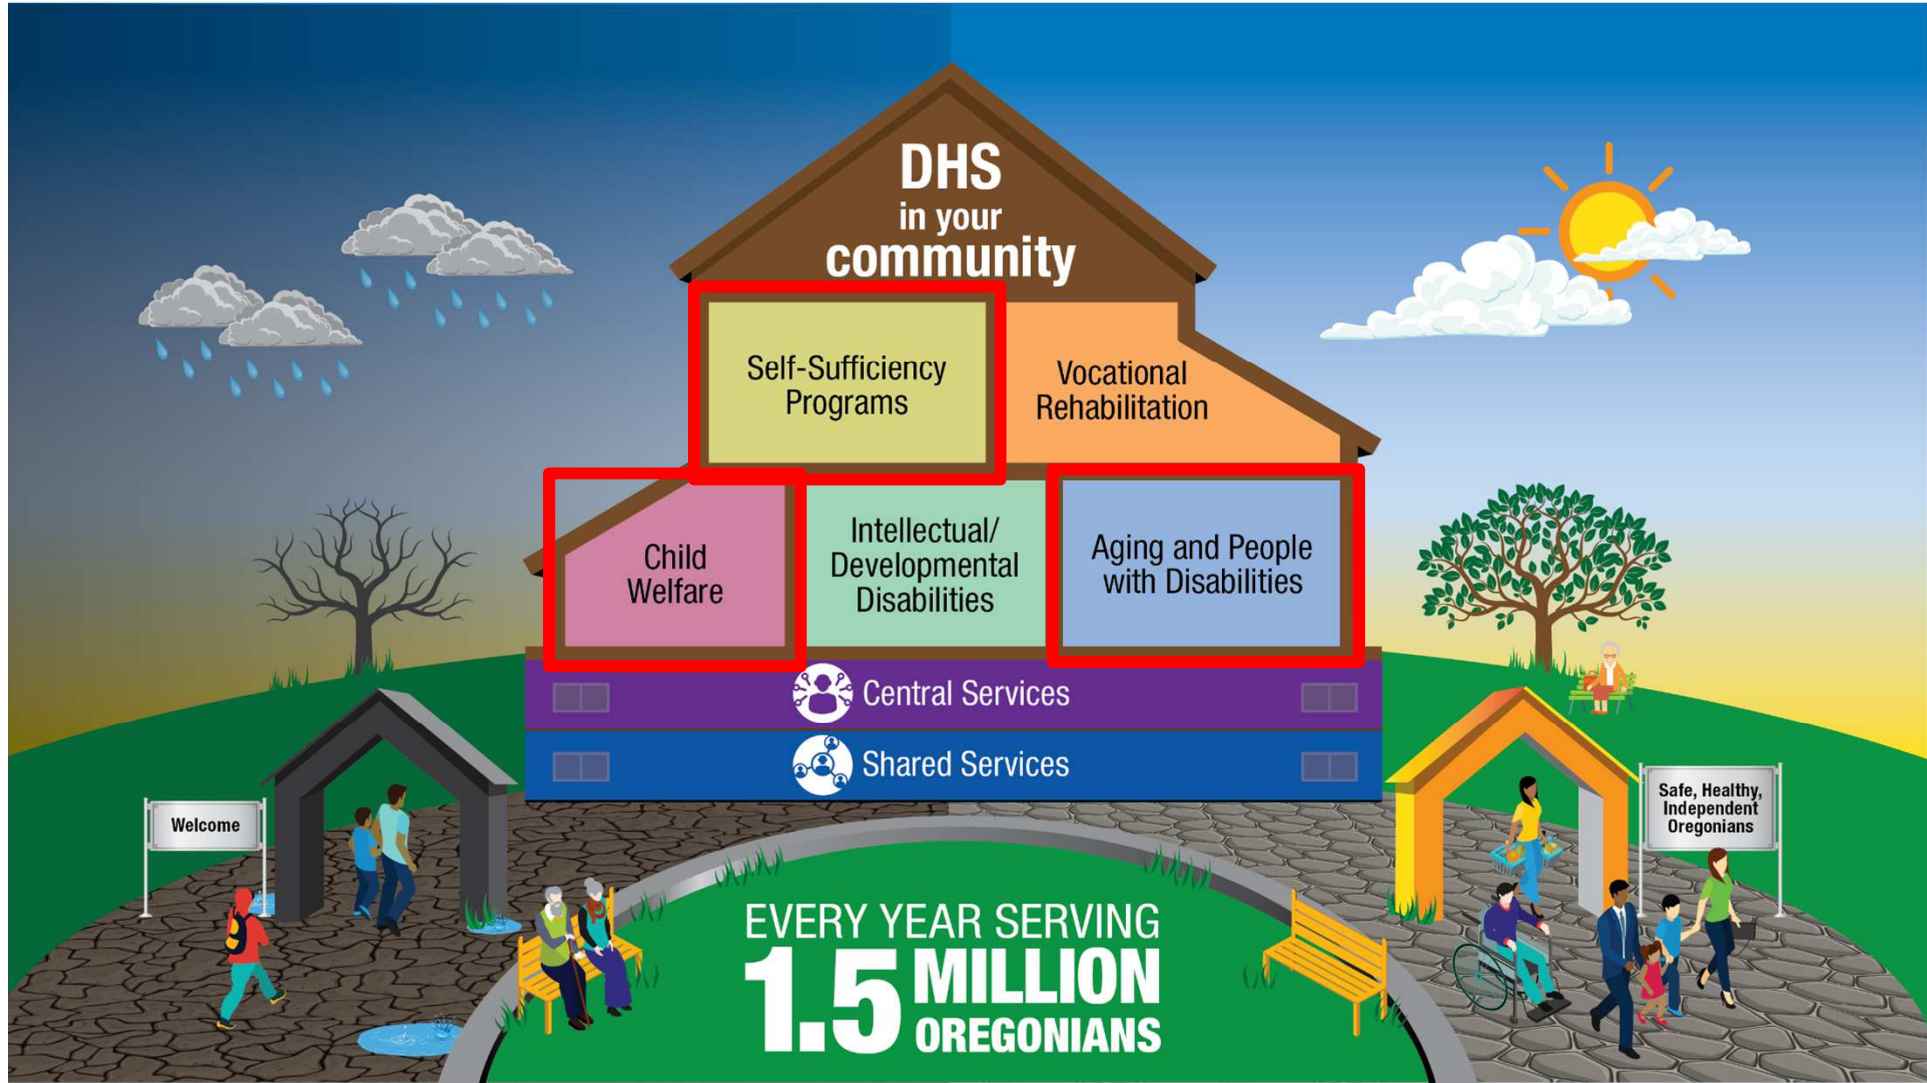 DHS
in your
community
Self-Sufficiency
Programs
Vocational
Rehabilitation
Child
Welfare
Intellectual/
Developmental
Disabilities
Aging and People
with Disabilities
Central Services
Shared Services
Welcome
Safe, Healthy,
Independent
Oregonians
EVERY YEAR SERVING
1.5 MILLION
OREGONIANS